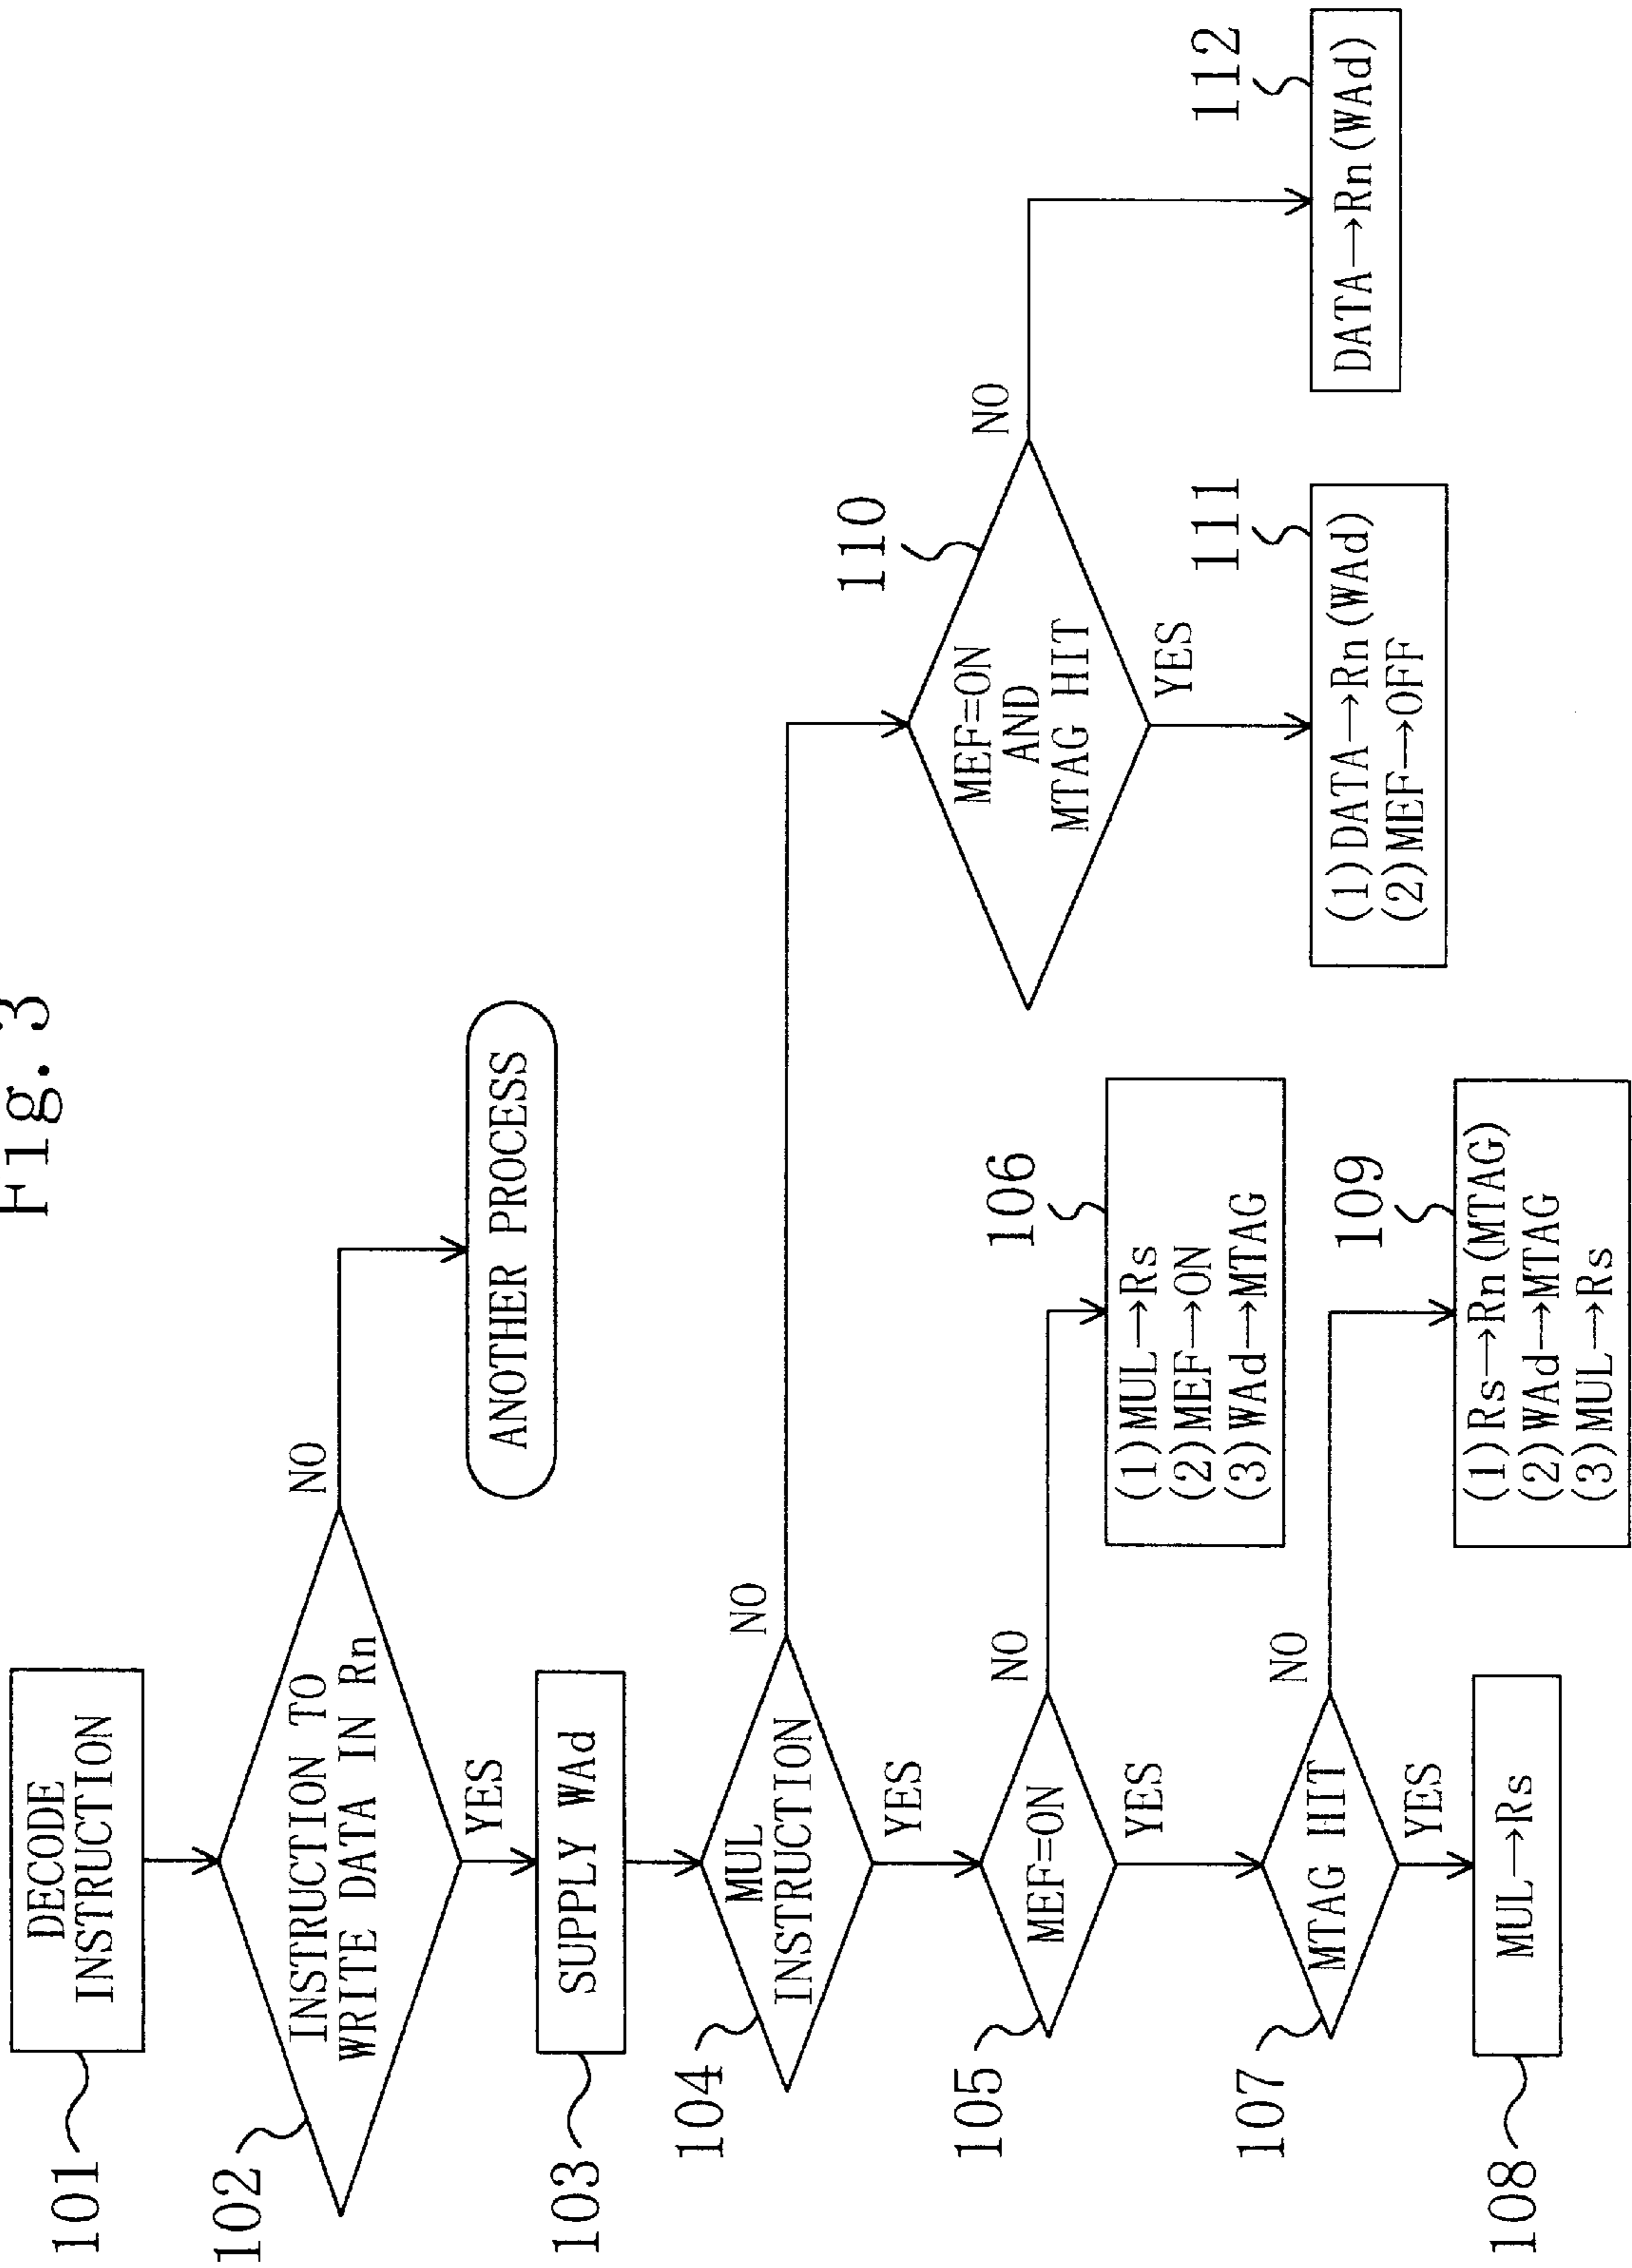 Fig. 3
101
DECODE
INSTRUCTION
102
INSTRUCTION TO
WRITE DATA IN Rn
NO
YES
ANOTHER PROCESS
103
SUPPLY WAd
104
MUL
INSTRUCTION
NO
YES
105
MEF=ON
NO
YES
106
(1)MUL→Rs
(2)MEF→ON
(3)WAd→MTAG
107
MTAG HIT
NO
YES
108
MUL→Rs
109
(1)Rs→Rn(MTAG)
(2)WAd→MTAG
(3)MUL→Rs
110
MEF=ON
AND
MTAG HIT
NO
YES
111
(1)DATA→Rn(WAd)
(2)MEF→OFF
112
DATA→Rn(WAd)